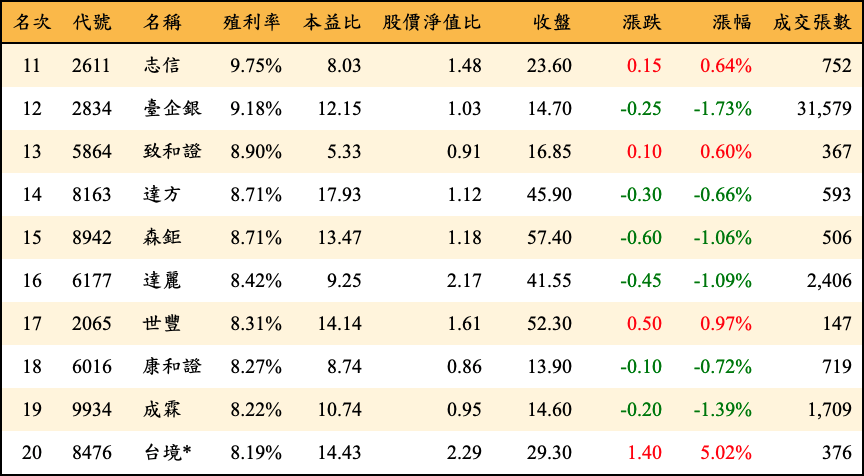 名次 代號 名稱 殖利率 本益比 股價淨值比 收盤 漲跌 漲幅 成交張數
11 2611 志信 9.75% 8.03 1.48 23.60 0.15 0.64% 752
12 2834 臺企銀 9.18% 12.15 1.03 14.70 -0.25 -1.73% 31,579
13 5864 致和證 8.90% 5.33 0.91 16.85 0.10 0.60% 367
14 8163 達方 8.71% 17.93 1.12 45.90 -0.30 -0.66% 593
15 8942 森鉅 8.71% 13.47 1.18 57.40 -0.60 -1.06% 506
16 6177 達麗 8.42% 9.25 2.17 41.55 -0.45 -1.09% 2,406
17 2065 世豐 8.31% 14.14 1.61 52.30 0.50 0.97% 147
18 6016 康和證 8.27% 8.74 0.86 13.90 -0.10 -0.72% 719
19 9934 成霖 8.22% 10.74 0.95 14.60 -0.20 -1.39% 1,709
20 8476 台境* 8.19% 14.43 2.29 29.30 1.40 5.02% 376